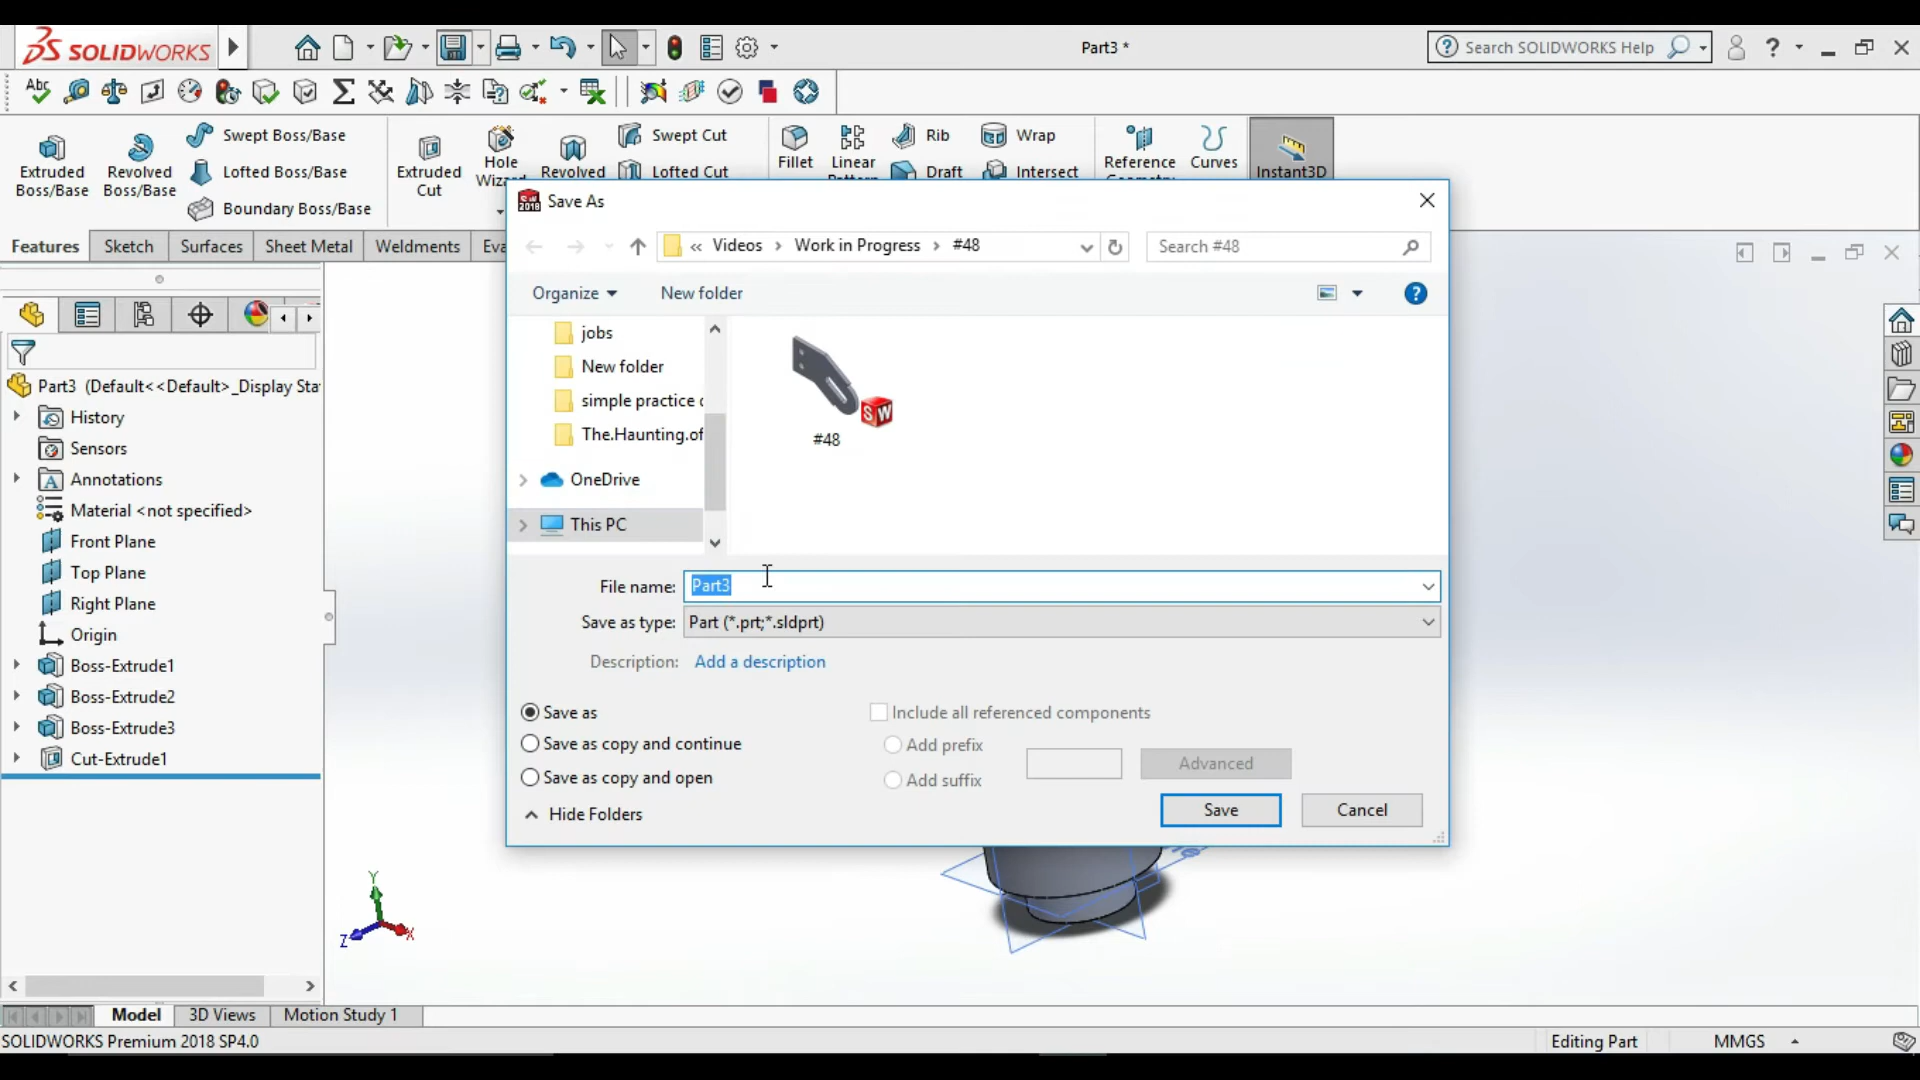 SOLIDWORKS
Part3 *
Search SOLIDWORKS Help
Abc
Extruded Boss/Base
Revolved Boss/Base
Swept Boss/Base
Lofted Boss/Base
Boundary Boss/Base
Extruded Cut
Hole
Revolved
Swept Cut
Lofted Cut
Fillet
Linear
Rib
Draft
Wrap
Intersect
Reference
Curves
Instant3D
Features
Sketch
Surfaces
Sheet Metal
Weldments
Part3 (Default<<Default>_Display Sta
History
Sensors
Annotations
Material <not specified>
Front Plane
Top Plane
Right Plane
Origin
Boss-Extrude1
Boss-Extrude2
Boss-Extrude3
Cut-Extrude1
SW 2018
Save As
« Videos > Work in Progress > #48
Search #48
Organize
New folder
jobs
New folder
simple practice
The.Haunting.of
OneDrive
This PC
SW
#48
File name: Part3
Save as type: Part (*.prt;*.sldprt)
Description: Add a description
Save as
Save as copy and continue
Save as copy and open
Include all referenced components
Add prefix
Add suffix
Advanced
Hide Folders
Save
Cancel
Y
Z
X
Model
3D Views
Motion Study 1
SOLIDWORKS Premium 2018 SP4.0
Editing Part
MMGS